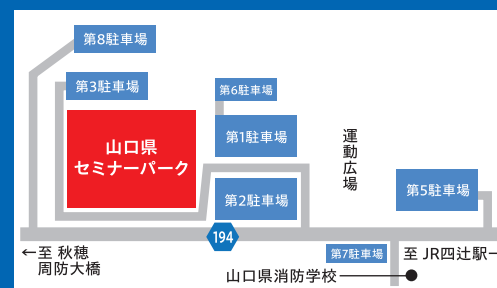 第8駐車場
第3駐車場
第6駐車場
山口県
セミナーパーク
第1駐車場
運動広場
第2駐車場
第5駐車場
194
←至 秋穂
周防大橋
第7駐車場
至 JR四辻駅→
山口県消防学校